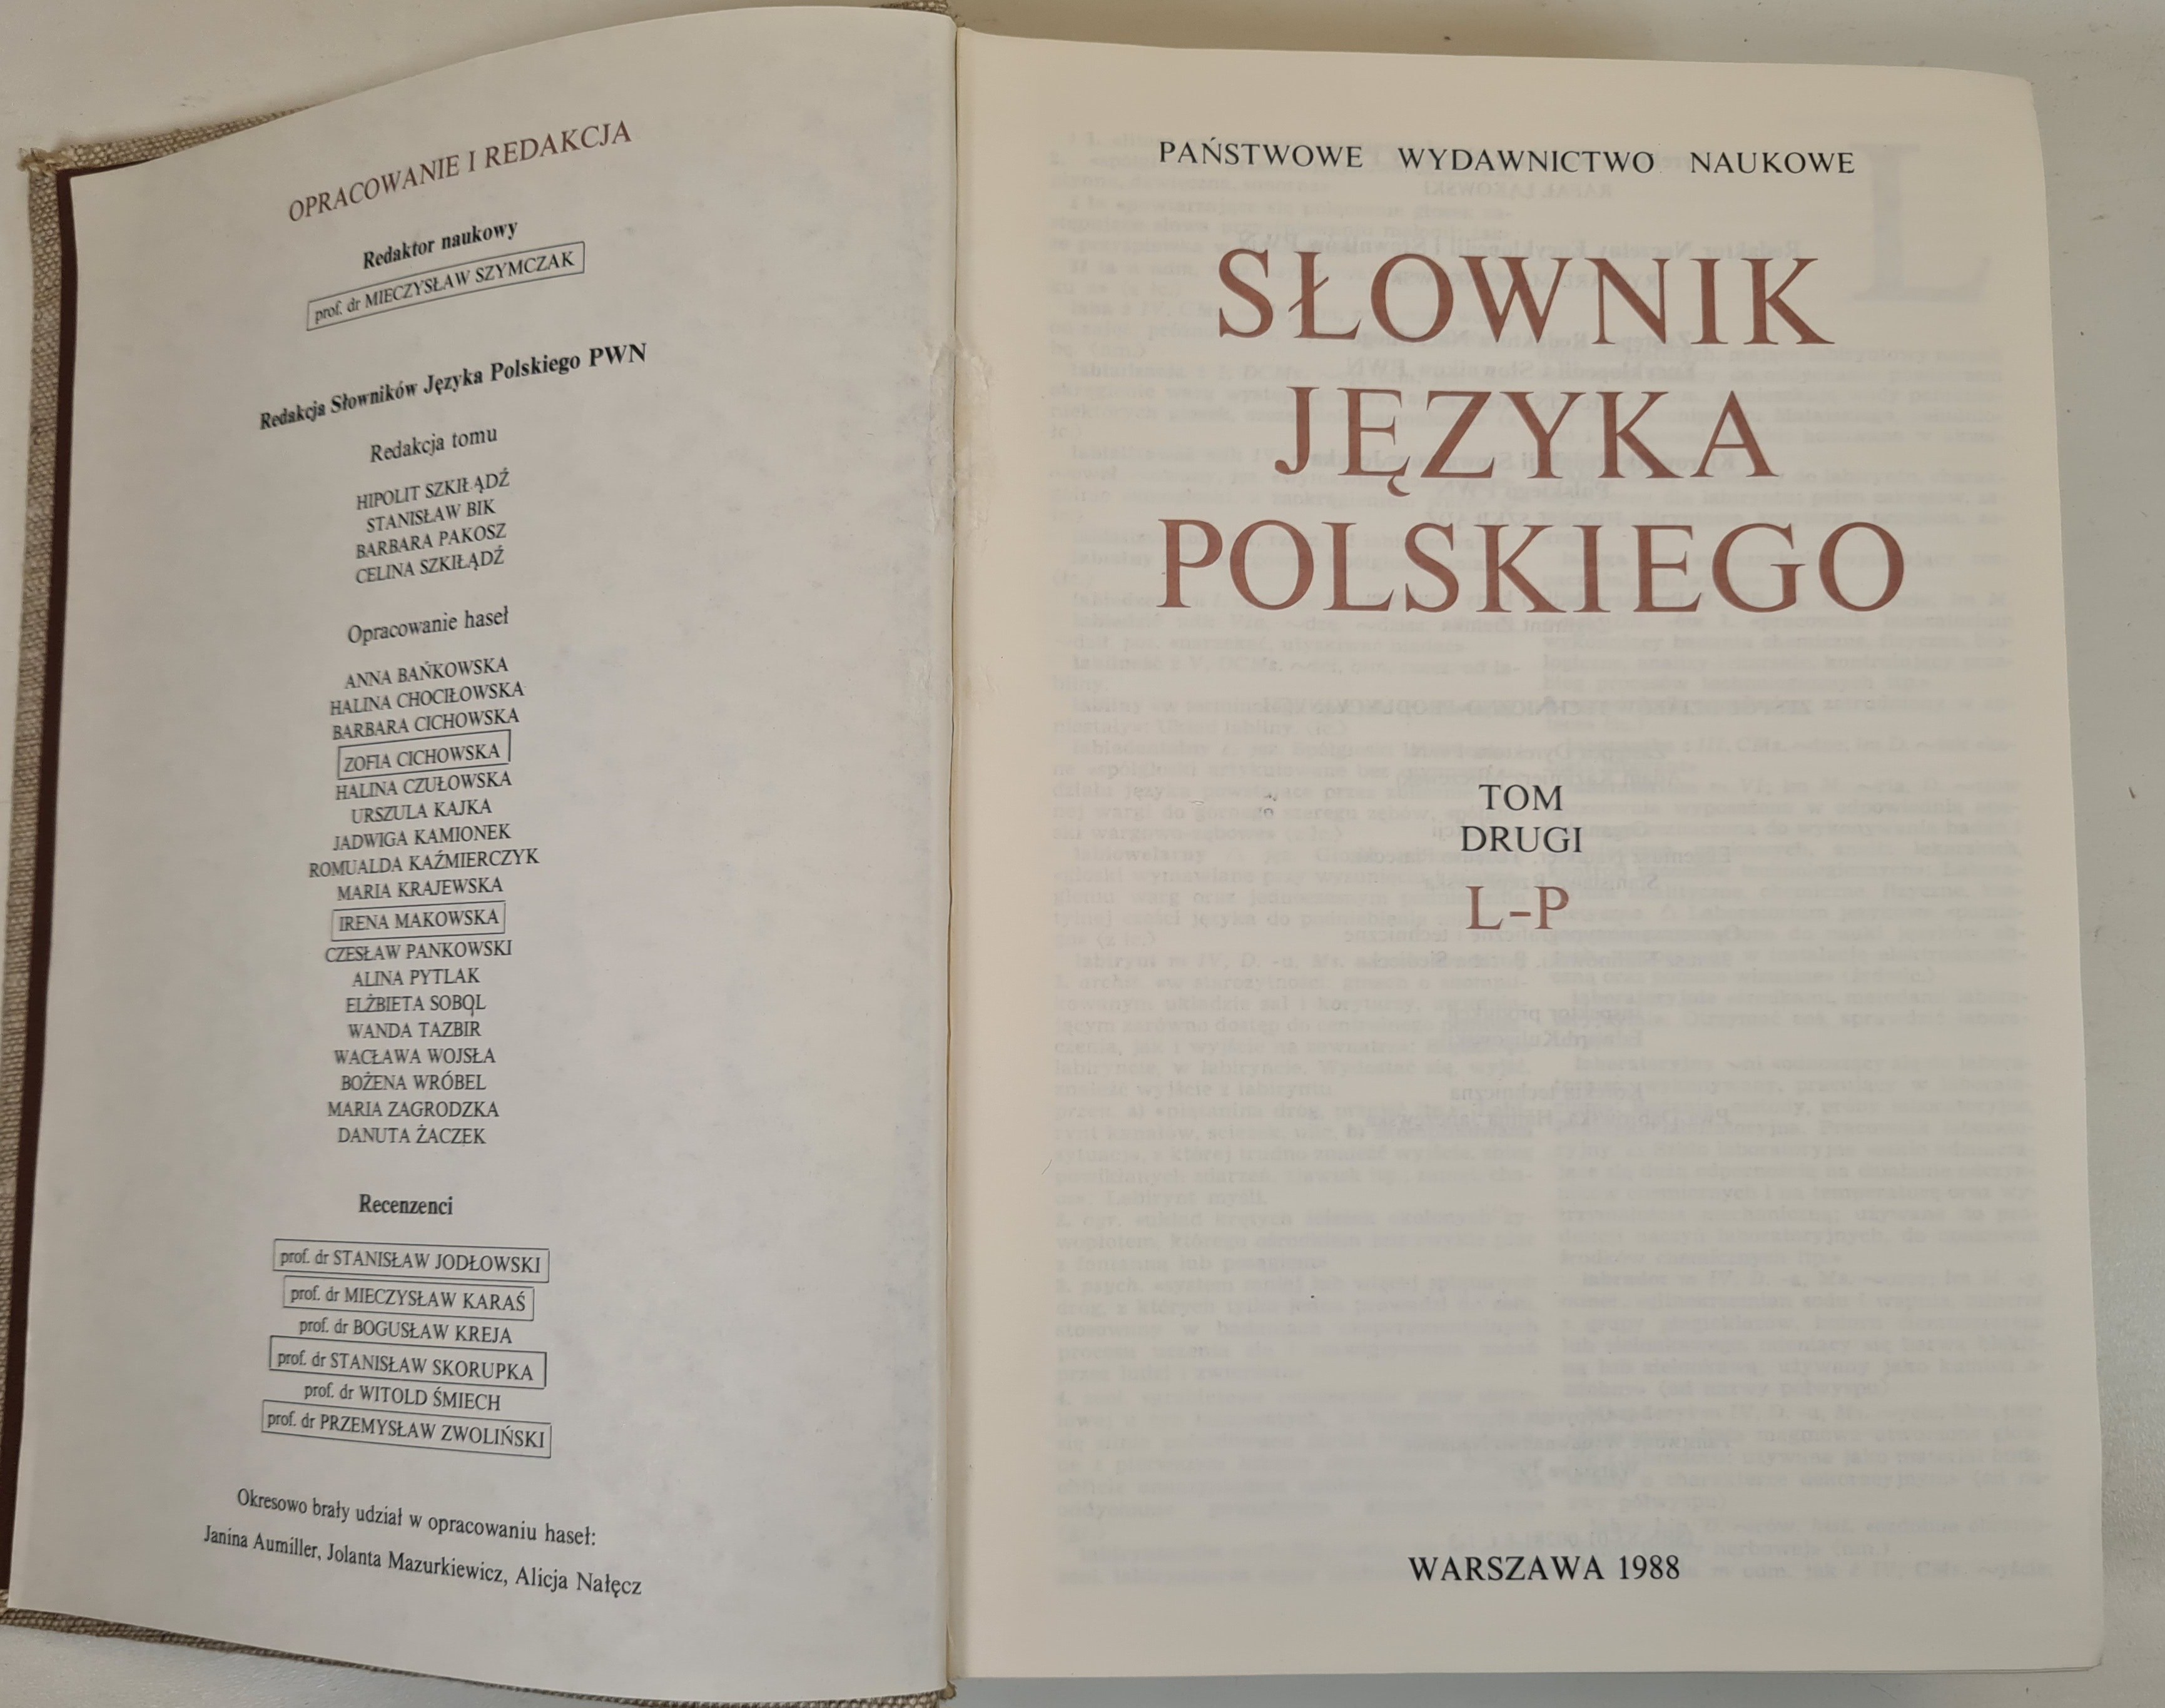 OPRACOWANIE I REDAKCJA
Redaktor naukowy
prof. dr MIECZYSŁAW SZYMCZAK
Redakcja Słowników Języka Polskiego PWN
Redakcja tomu
HIPOLIT SZKIŁĄDŹ
STANISŁAW BIK
BARBARA PAKOSZ
CELINA SZKIŁĄDŹ
Opracowanie haseł
ANNA BAŃKOWSKA
HALINA CHOCIŁOWSKA
BARBARA CICHOWSKA
ZOFIA CICHOWSKA
HALINA CZUŁOWSKA
URSZULA KAJKA
JADWIGA KAMIONEK
ROMUALDA KAŹMIERCZYK
MARIA KRAJEWSKA
IRENA MAKOWSKA
CZESŁAW PANKOWSKI
ALINA PYTLAK
ELŻBIETA SOBOL
WANDA TAZBIR
WACŁAWA WOJSŁA
BOŻENA WRÓBEL
MARIA ZAGRODZKA
DANUTA ŻACZEK
Recenzenci
prof. dr STANISŁAW JODŁOWSKI
prof. dr MIECZYSŁAW KARAŚ
prof. dr BOGUSŁAW KREJA
prof. dr STANISŁAW SKORUPKA
prof. dr WITOLD ŚMIECH
prof. dr PRZEMYSŁAW ZWOLIŃSKI
Okresowo brały udział w opracowaniu haseł:
Janina Aumiller, Jolanta Mazurkiewicz, Alicja Nałęcz
PAŃSTWOWE WYDAWNICTWO NAUKOWE
SŁOWNIK
JĘZYKA
POLSKIEGO
TOM
DRUGI
L–P
WARSZAWA 1988